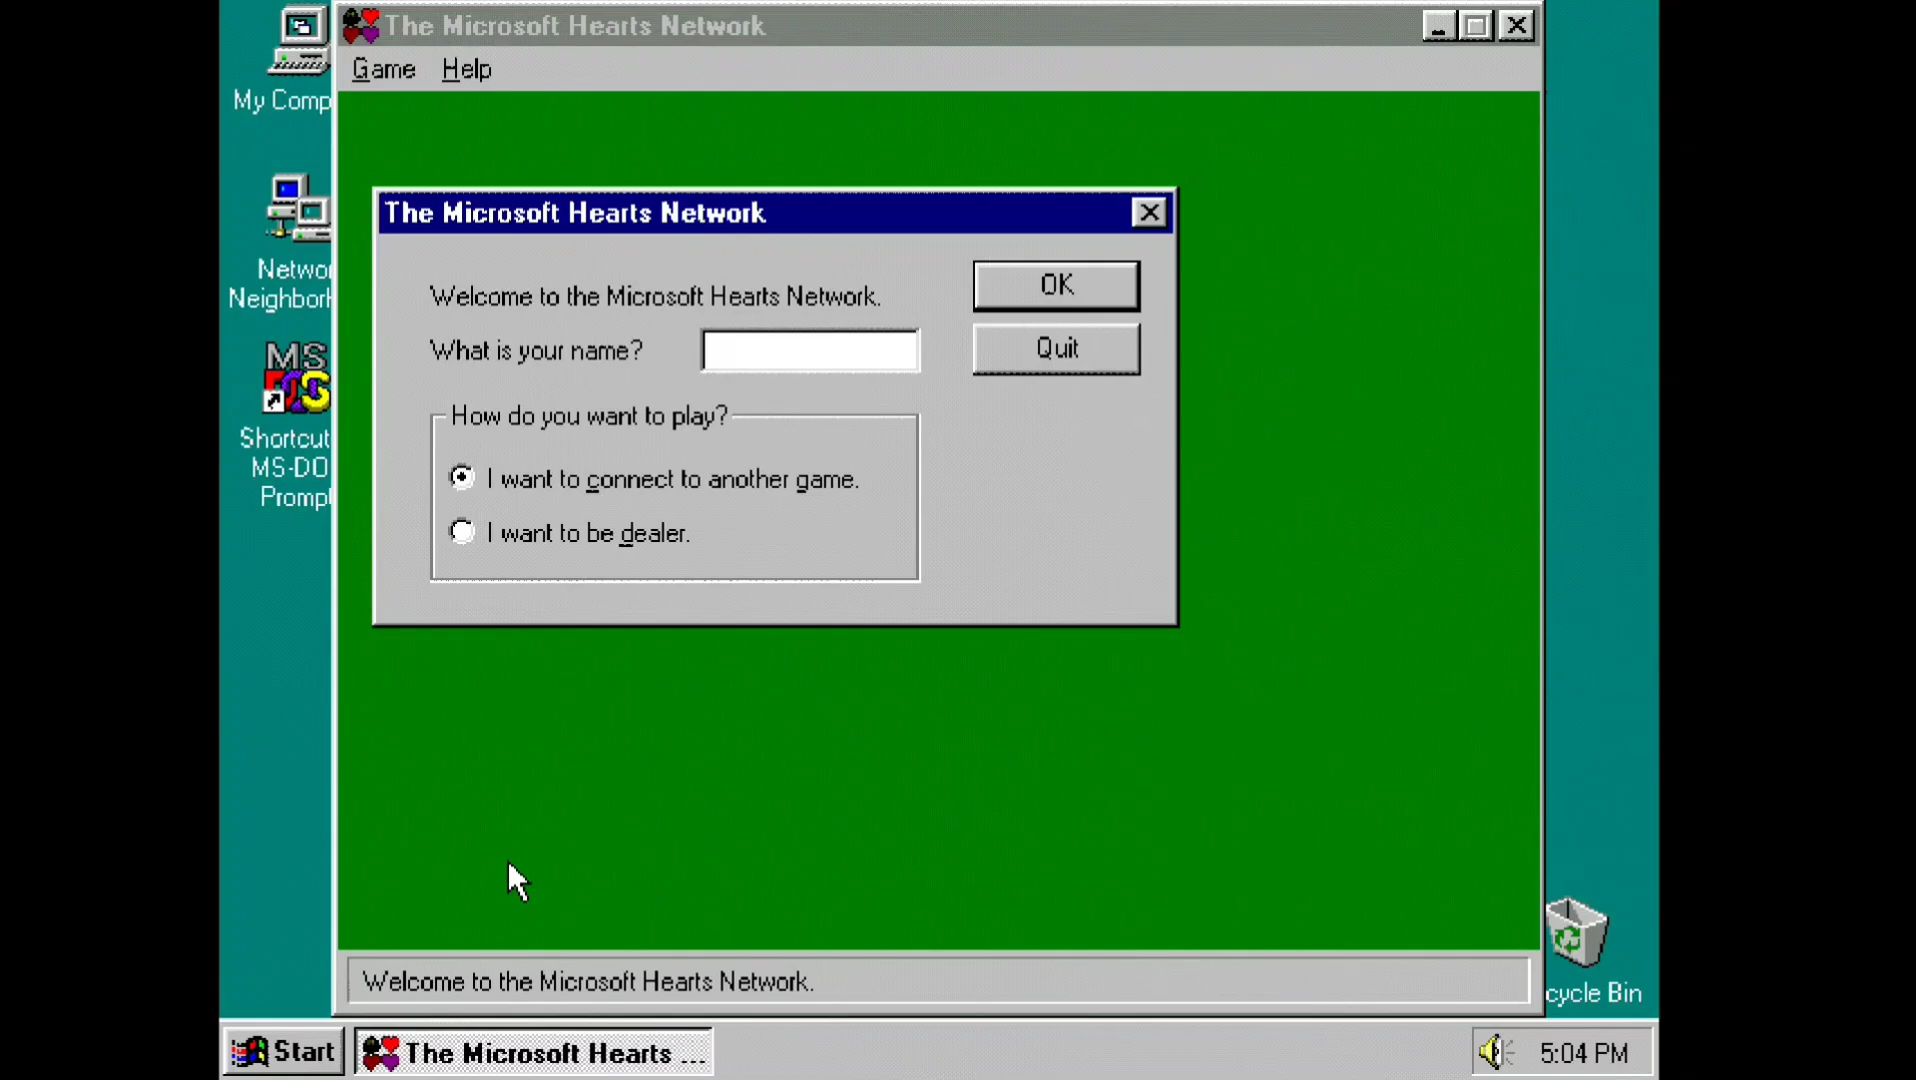 The Microsoft Hearts Network
Game Help
My Comp
The Microsoft Hearts Network
Welcome to the Microsoft Hearts Network.
OK
What is your name?
Quit
Networ
Neighborh
How do you want to play?
MS
Shortcut
MS-DO
Prompt
I want to connect to another game.
I want to be dealer.
Welcome to the Microsoft Hearts Network.
cycle Bin
Start
The Microsoft Hearts ...
5:04 PM